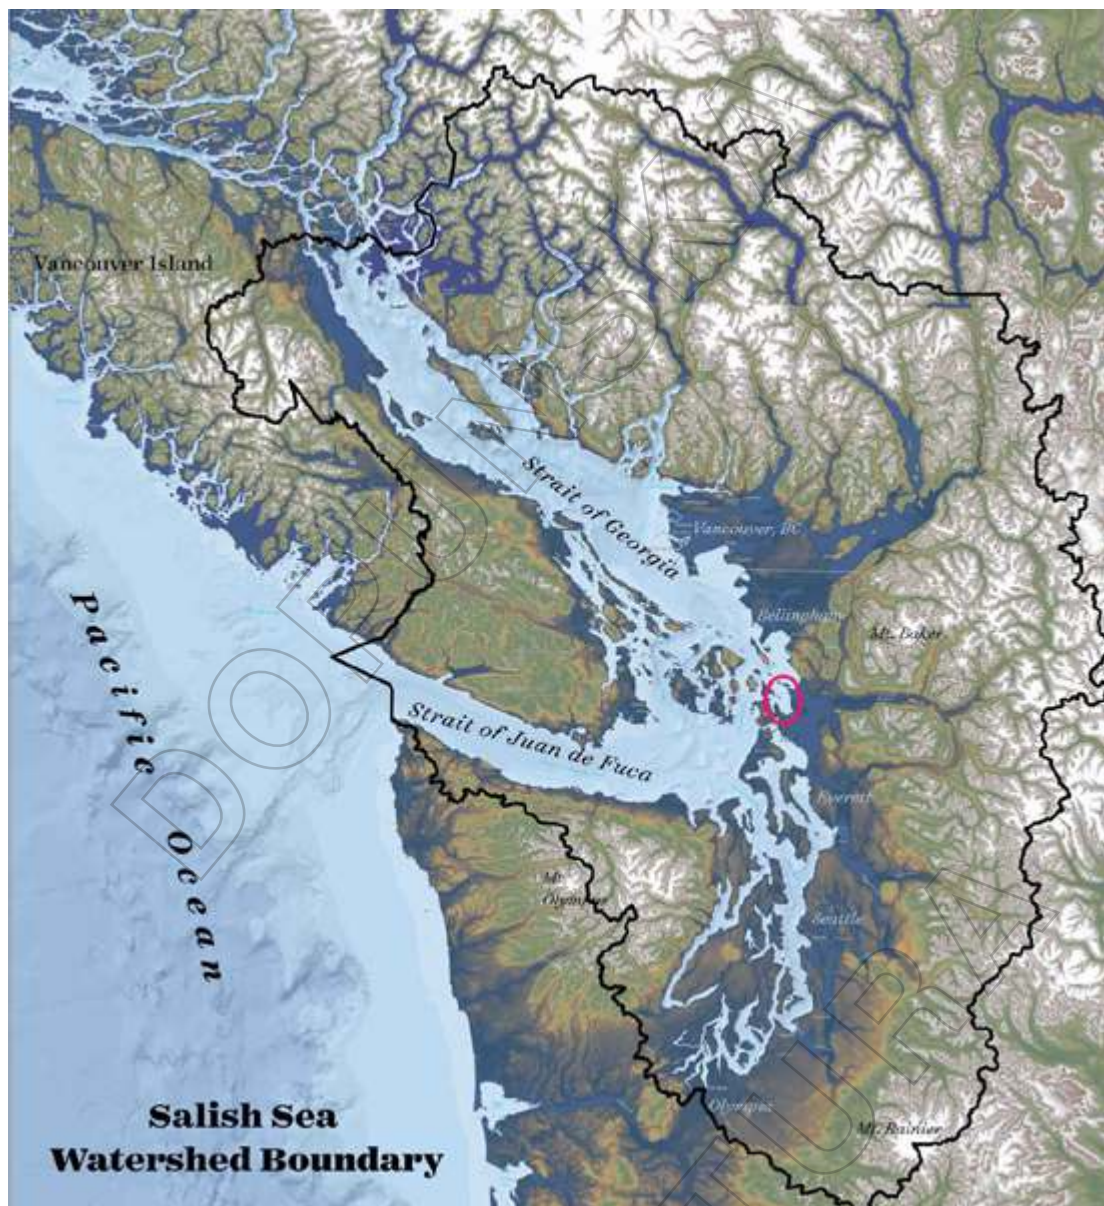 Vancouver Island
Strait of Georgia
Vancouver, BC
Bellingham
Mt. Baker
Pacific Ocean
Strait of Juan de Fuca
Everett
Mt.
Olympus
Seattle
Olympia
Salish Sea
Mt. Rainier
Watershed Boundary